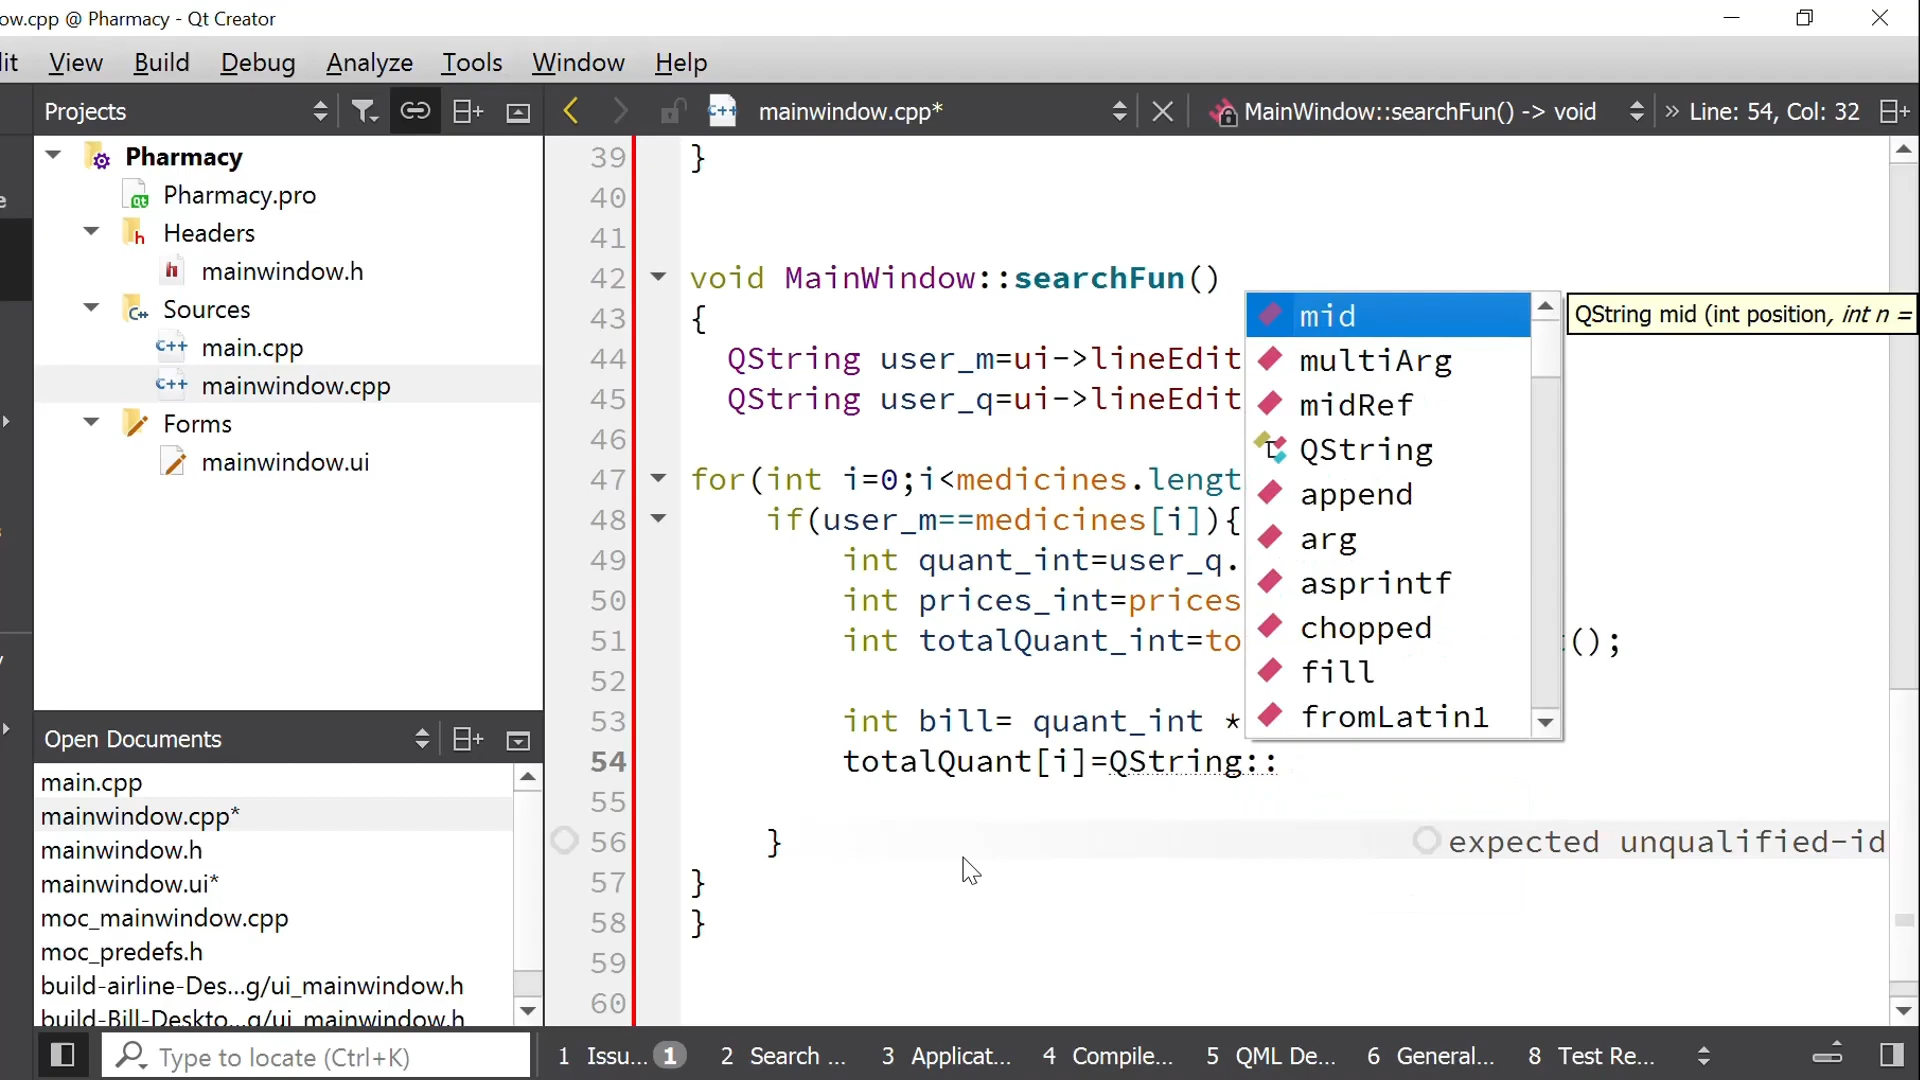 ow.cpp @ Pharmacy - Qt Creator
it View Build Debug Analyze Tools Window Help
Projects
mainwindow.cpp*
MainWindow::searchFun() -> void
» Line: 54, Col: 32
Pharmacy
Pharmacy.pro
Headers
mainwindow.h
Sources
main.cpp
mainwindow.cpp
Forms
mainwindow.ui
Open Documents
main.cpp
mainwindow.cpp*
mainwindow.h
mainwindow.ui*
moc_mainwindow.cpp
moc_predefs.h
build-airline-Des...g/ui_mainwindow.h
build-Bill-Deskto...g/ui_mainwindow.h
39 }
40
41
42 void MainWindow::searchFun()
43 {
44 QString user_m=ui->lineEdit
45 QString user_q=ui->lineEdit
46
47 for(int i=0;i<medicines.lengt
48 if(user_m==medicines[i]){
49 int quant_int=user_q.
50 int prices_int=prices
51 int totalQuant_int=to ();
52
53 int bill= quant_int *
54 totalQuant[i]=QString::
55
56 } expected unqualified-id
57 }
58 }
59
60
mid
multiArg
midRef
QString
append
arg
asprintf
chopped
fill
fromLatin1
QString mid (int position, int n =
Type to locate (Ctrl+K)
1 Issu... 1 2 Search ... 3 Applicat... 4 Compile... 5 QML De... 6 General... 8 Test Re...